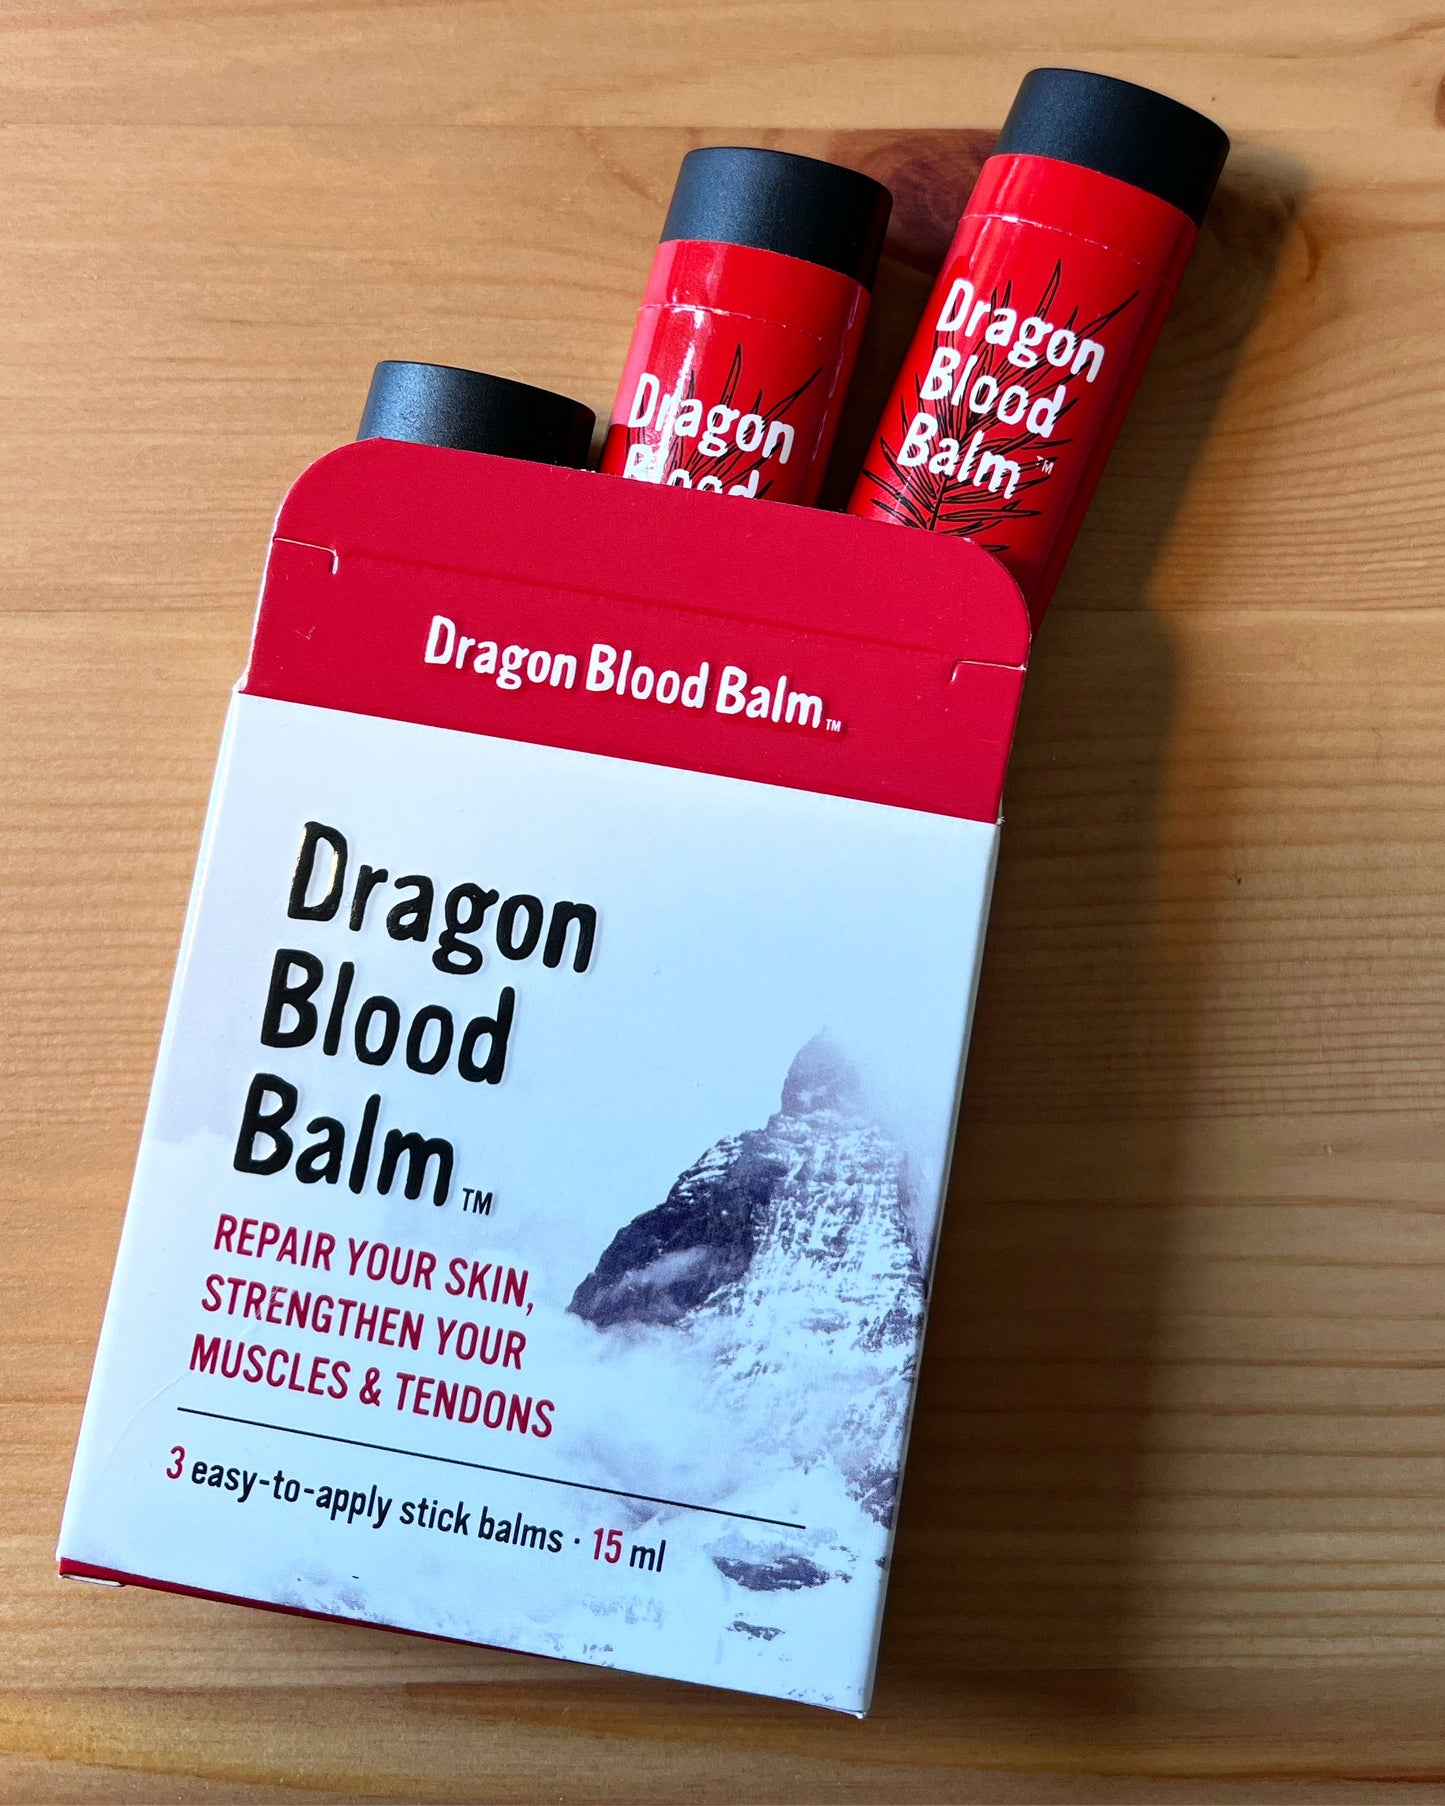 Dragon
Blood
Balm™
Dragon
Blood
Dragon Blood Balm™
Dragon
Blood
Balm™
REPAIR YOUR SKIN,
STRENGTHEN YOUR
MUSCLES & TENDONS
3 easy-to-apply stick balms · 15 ml